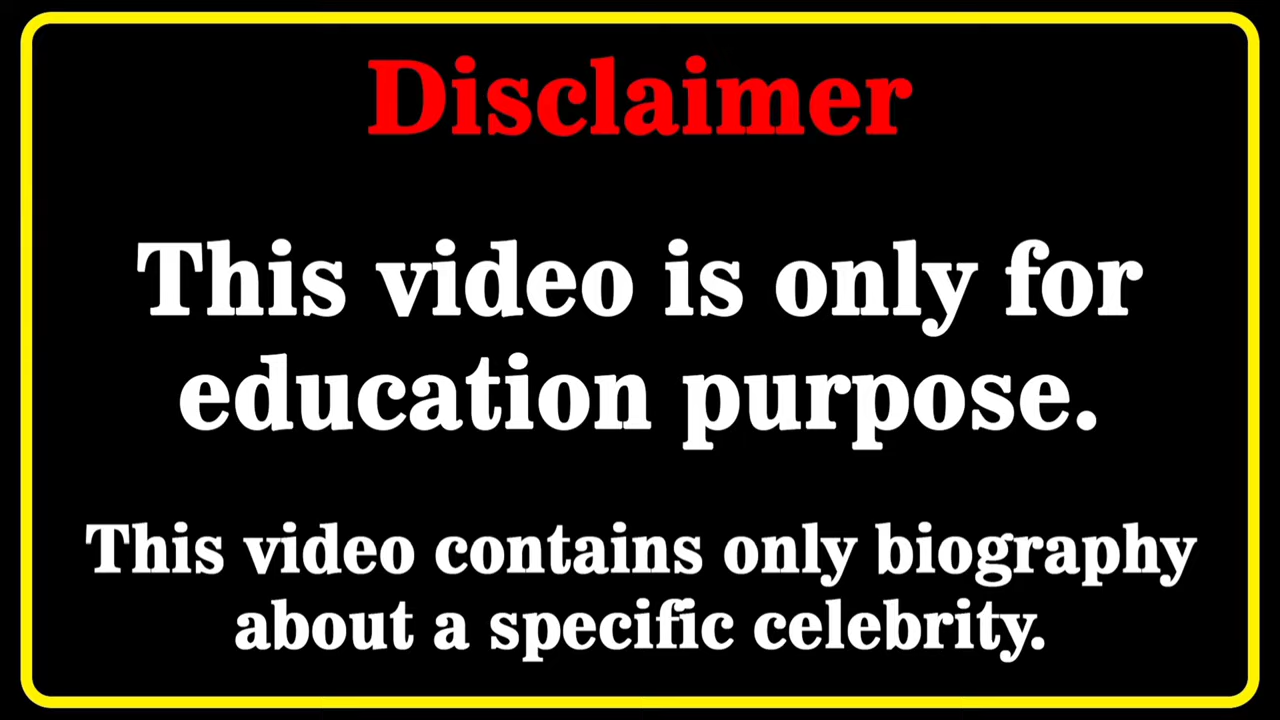 Disclaimer
This video is only for
education purpose.
This video contains only biography
about a specific celebrity.